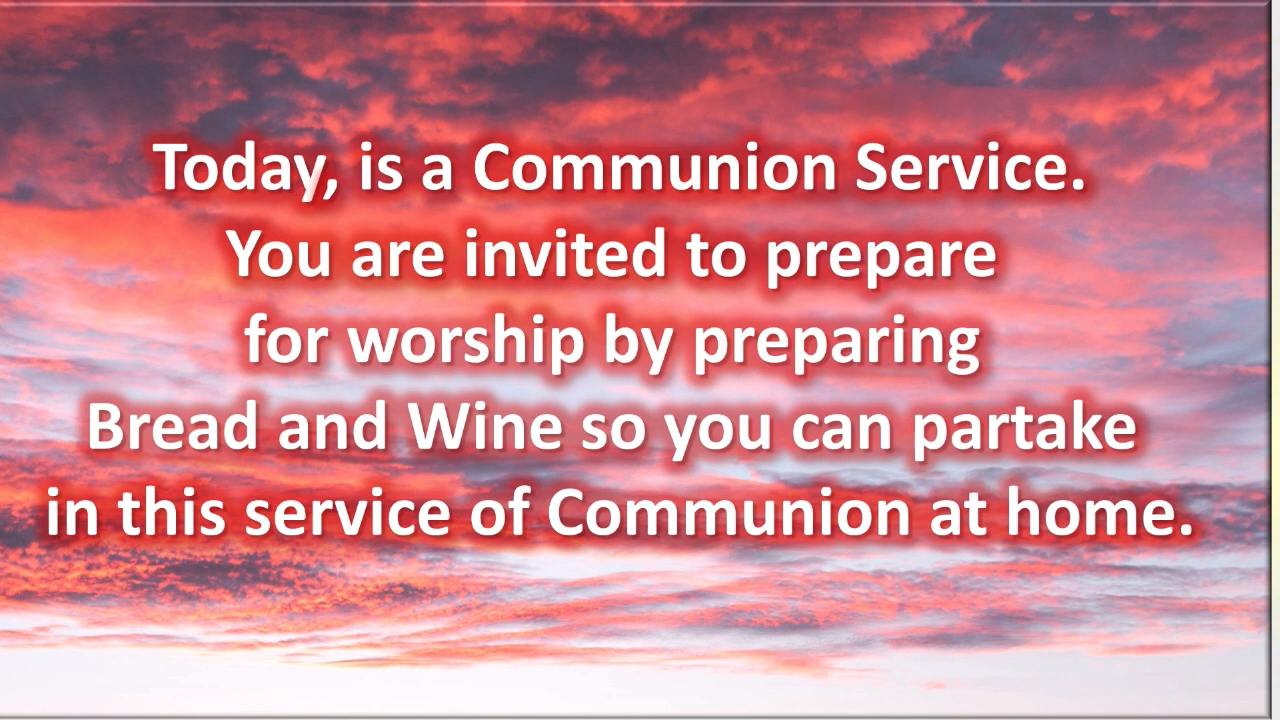 Today, is a Communion Service.
You are invited to prepare
for worship by preparing
Bread and Wine so you can partake
in this service of Communion at home.